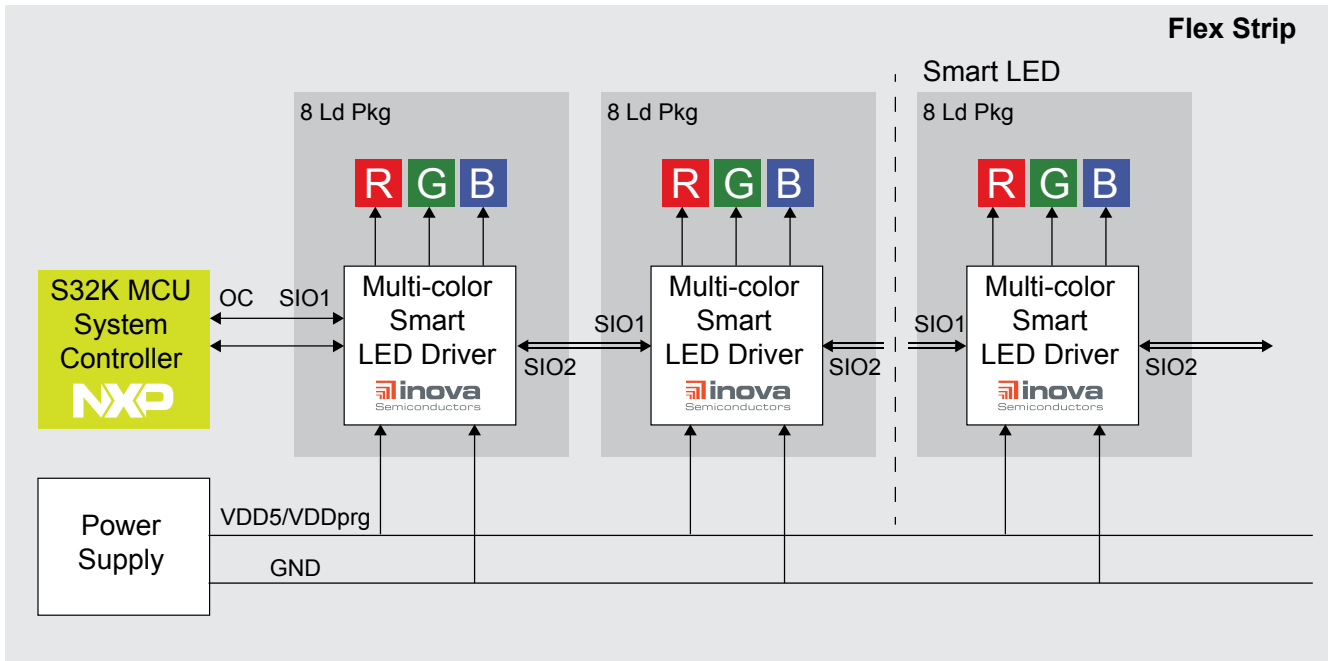 Flex Strip
Smart LED
8 Ld Pkg
8 Ld Pkg
8 Ld Pkg
R G B
R G B
R G B
S32K MCU
System
Controller
NXP
OC
SIO1
Multi-color
Smart
LED Driver
inova
Semiconductors
SIO2
SIO1
Multi-color
Smart
LED Driver
inova
Semiconductors
SIO2
SIO1
Multi-color
Smart
LED Driver
inova
Semiconductors
SIO2
Power
Supply
VDD5/VDDprg
GND